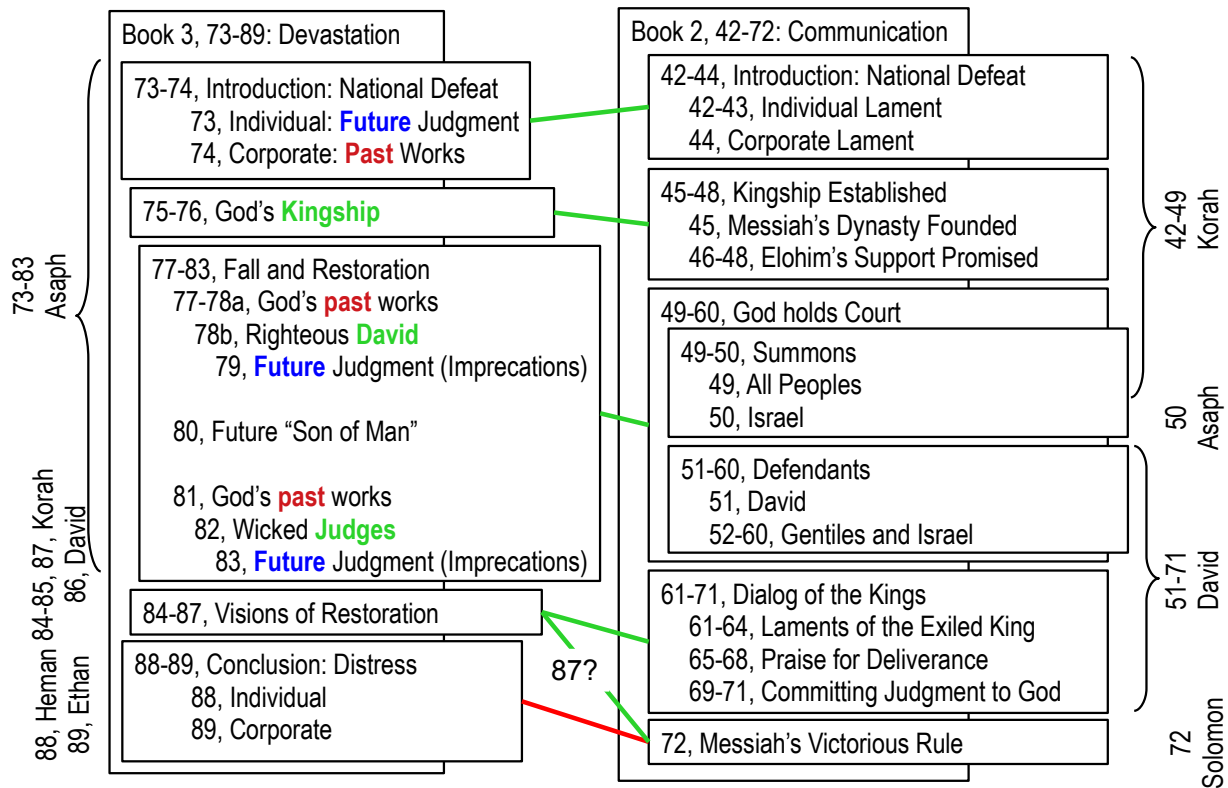 Book 3, 73-89: Devastation
73-74, Introduction: National Defeat
73, Individual: Future Judgment
74, Corporate: Past Works
75-76, God's Kingship
77-83, Fall and Restoration
77-78a, God's past works
78b, Righteous David
79, Future Judgment (Imprecations)
80, Future “Son of Man”
81, God's past works
82, Wicked Judges
83, Future Judgment (Imprecations)
84-87, Visions of Restoration
88-89, Conclusion: Distress
88, Individual
89, Corporate
73-83
Asaph
84-85, 87, Korah
86, David
88, Heman
89, Ethan
87?
Book 2, 42-72: Communication
42-44, Introduction: National Defeat
42-43, Individual Lament
44, Corporate Lament
45-48, Kingship Established
45, Messiah’s Dynasty Founded
46-48, Elohim’s Support Promised
49-60, God holds Court
49-50, Summons
49, All Peoples
50, Israel
51-60, Defendants
51, David
52-60, Gentiles and Israel
61-71, Dialog of the Kings
61-64, Laments of the Exiled King
65-68, Praise for Deliverance
69-71, Committing Judgment to God
72, Messiah’s Victorious Rule
42-49
Korah
50
Asaph
51-71
David
72
Solomon